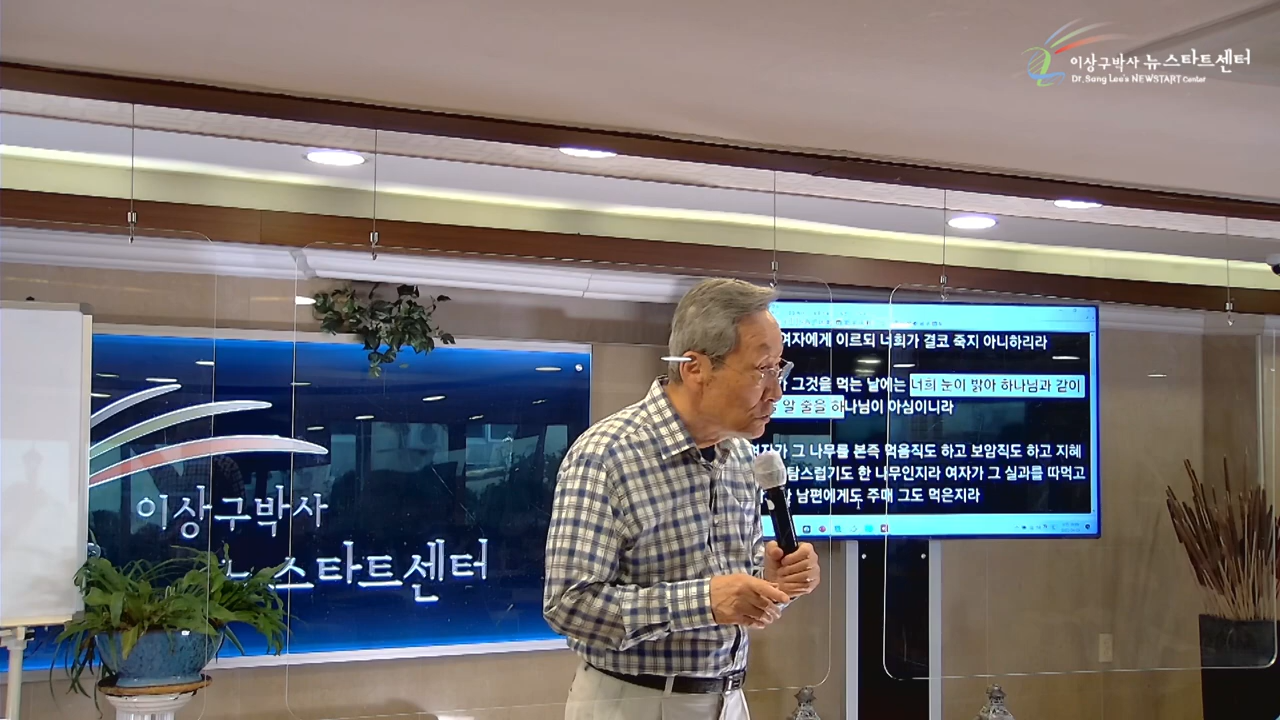 이상구박사 뉴스타트센터
Dr. Sang Lee's NEWSTART Center
여자에게 이르되 너희가 결코 죽지 아니하리라
그것을 먹는 날에는 너희 눈이 밝아 하나님과 같이
알 줄을 하나님이 아심이니라
여자가 그 나무를 본즉 먹음직도 하고 보암직도 하고 지혜
탐스럽기도 한 나무인지라 여자가 그 실과를 따먹고
남편에게도 주매 그도 먹은지라
이상구박사
뉴스타트센터